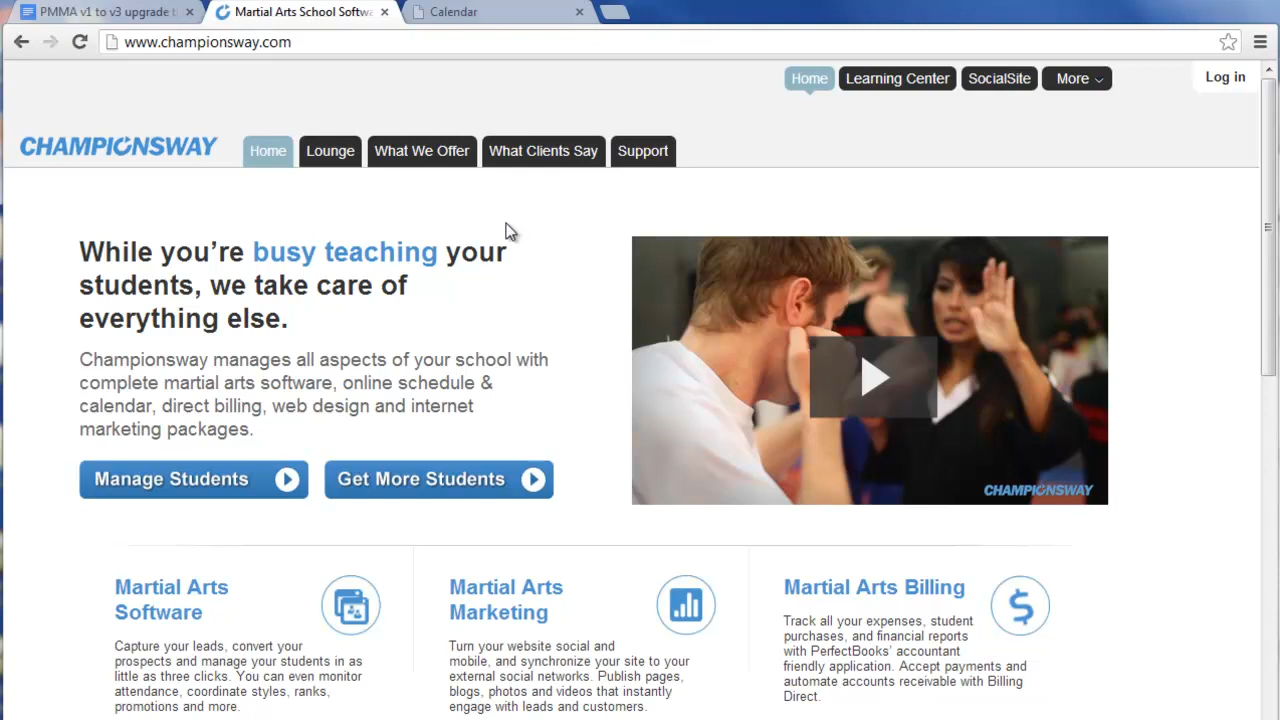 PMMA v1 to v3 upgrade
Martial Arts School Softwa
Calendar
www.championsway.com
Home
Learning Center
SocialSite
More
Log in
CHAMPIONSWAY
Home
Lounge
What We Offer
What Clients Say
Support
While you’re busy teaching your
students, we take care of
everything else.
Championsway manages all aspects of your school with
complete martial arts software, online schedule &
calendar, direct billing, web design and internet
marketing packages.
Manage Students
Get More Students
CHAMPIONSWAY
Martial Arts
Software
Capture your leads, convert your
prospects and manage your students in as
little as three clicks. You can even monitor
attendance, coordinate styles, ranks,
promotions and more.
Martial Arts
Marketing
Turn your website social and
mobile, and synchronize your site to your
external social networks. Publish pages,
blogs, photos and videos that instantly
engage with leads and customers.
Martial Arts Billing
Track all your expenses, student
purchases, and financial reports
with PerfectBooks’ accountant
friendly application. Accept payments and
automate accounts receivable with Billing
Direct.